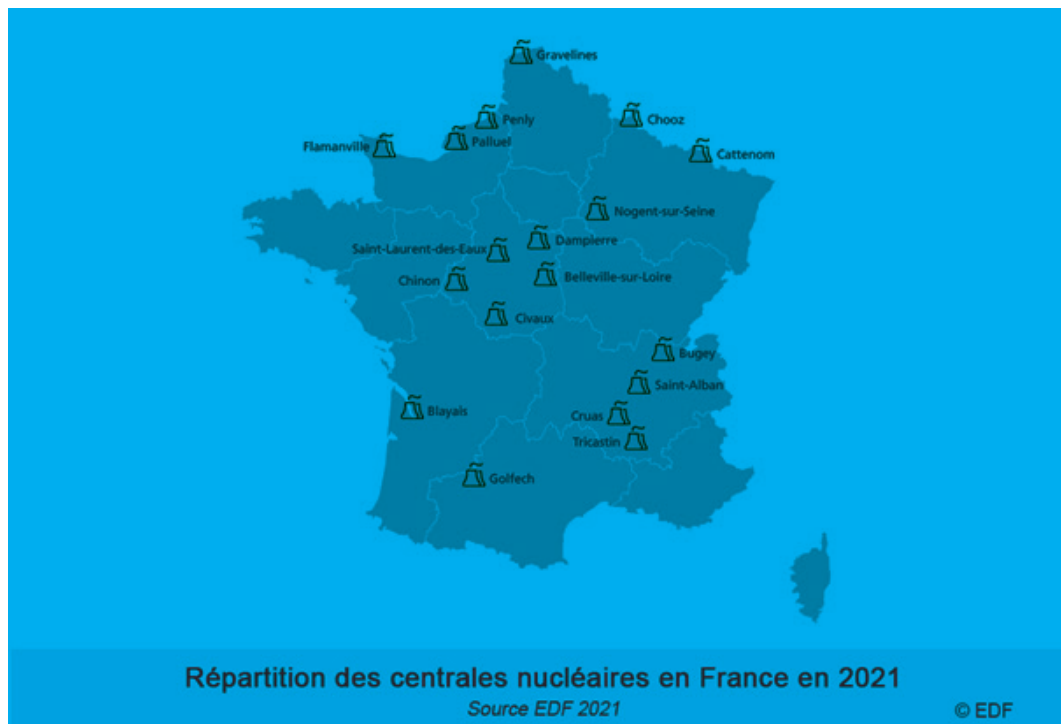 Gravelines
Penly
Chooz
Paluel
Flamanville
Cattenom
Nogent-sur-Seine
Dampierre
Saint-Laurent-des-Eaux
Belleville-sur-Loire
Chinon
Civaux
Bugey
Saint-Alban
Blayais
Cruas
Tricastin
Golfech
Répartition des centrales nucléaires en France en 2021
Source EDF 2021
© EDF